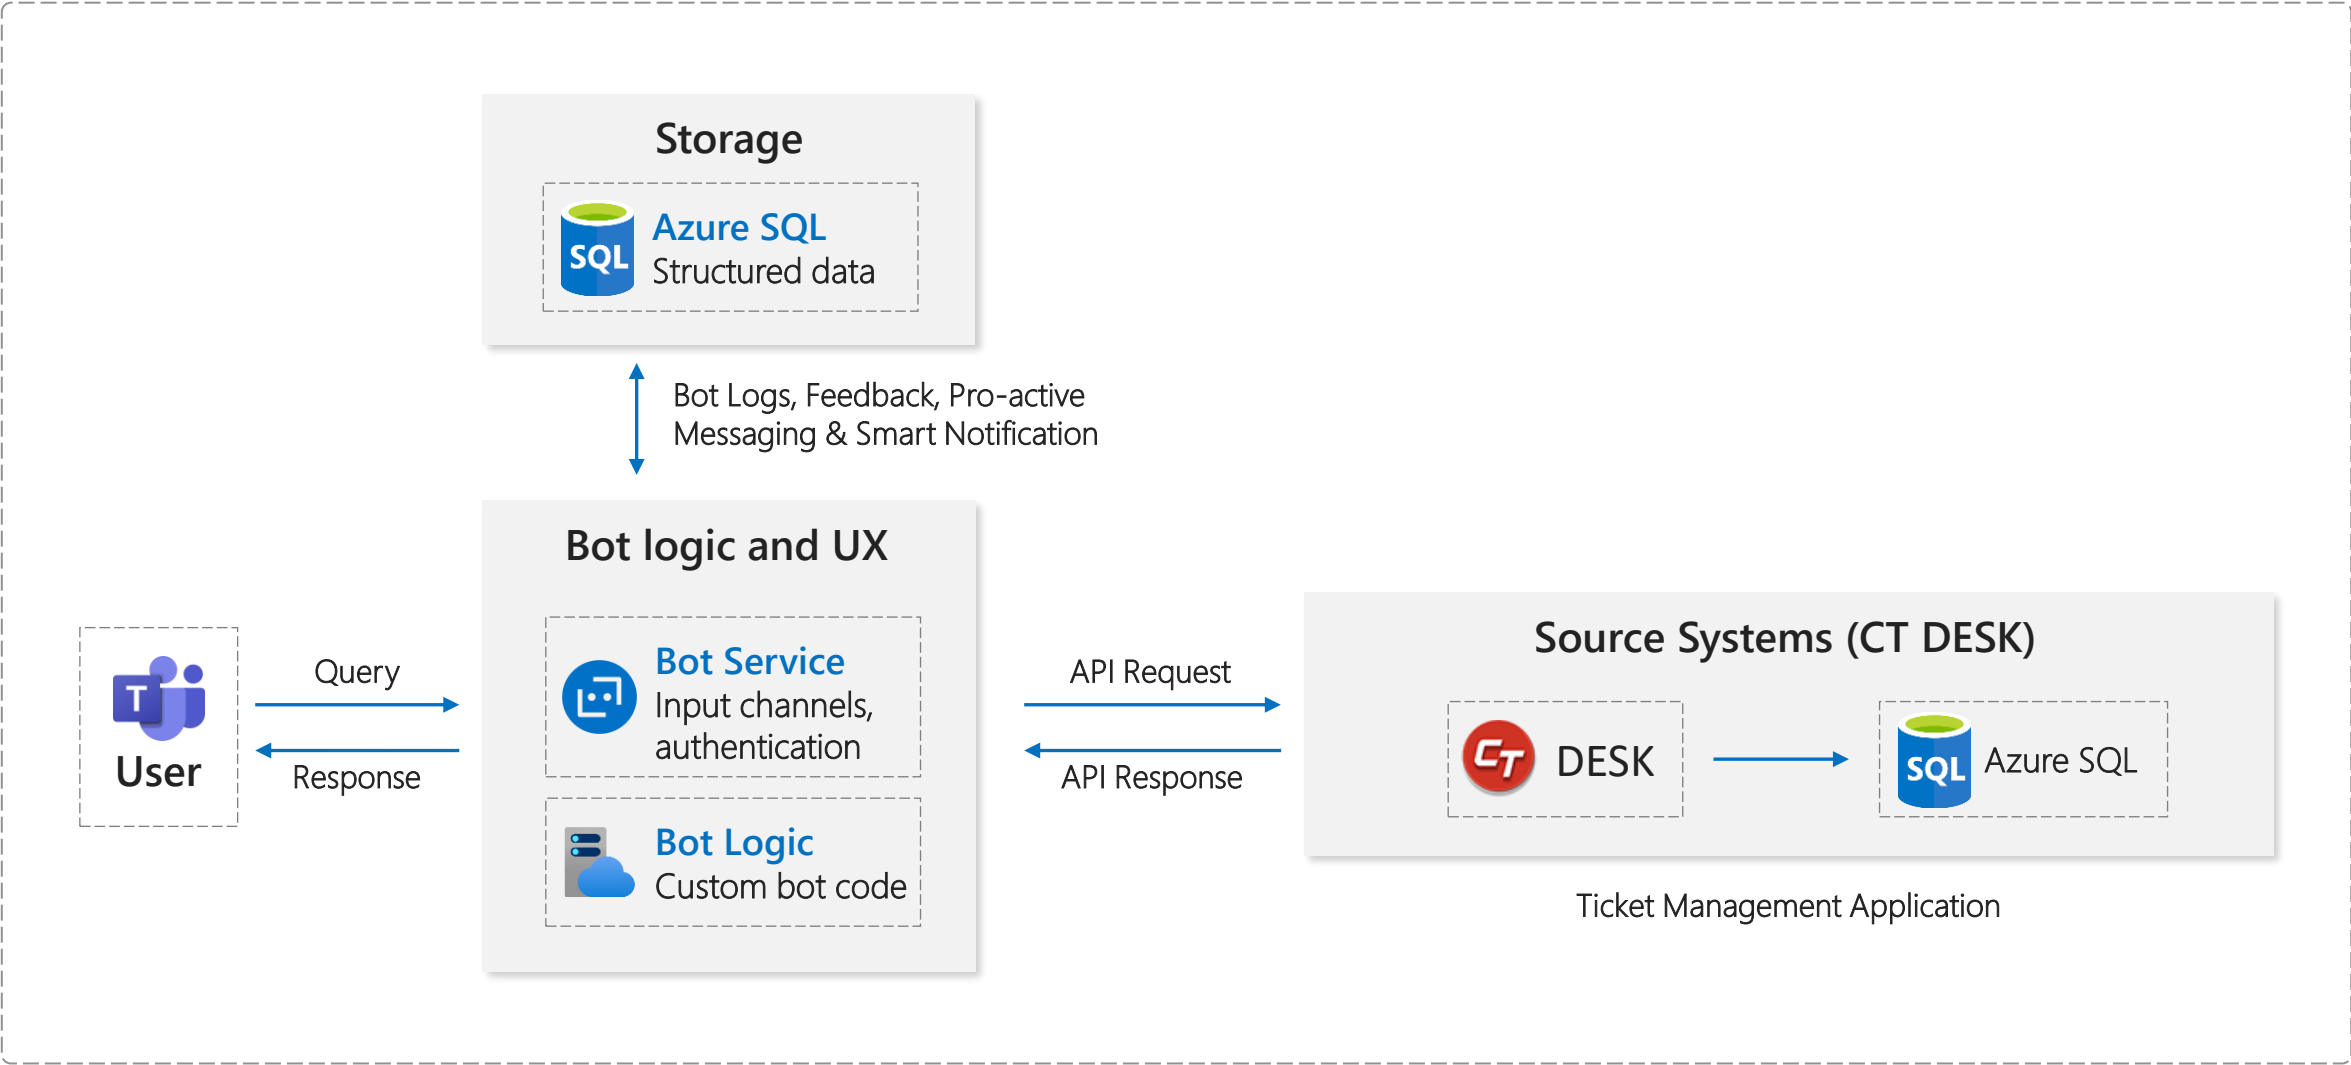 Storage
SQL
Azure SQL
Structured data
Bot Logs, Feedback, Pro-active
Messaging & Smart Notification
Bot logic and UX
Bot Service
Input channels,
authentication
Bot Logic
Custom bot code
T
User
Query
Response
API Request
API Response
Source Systems (CT DESK)
CT
DESK
SQL
Azure SQL
Ticket Management Application